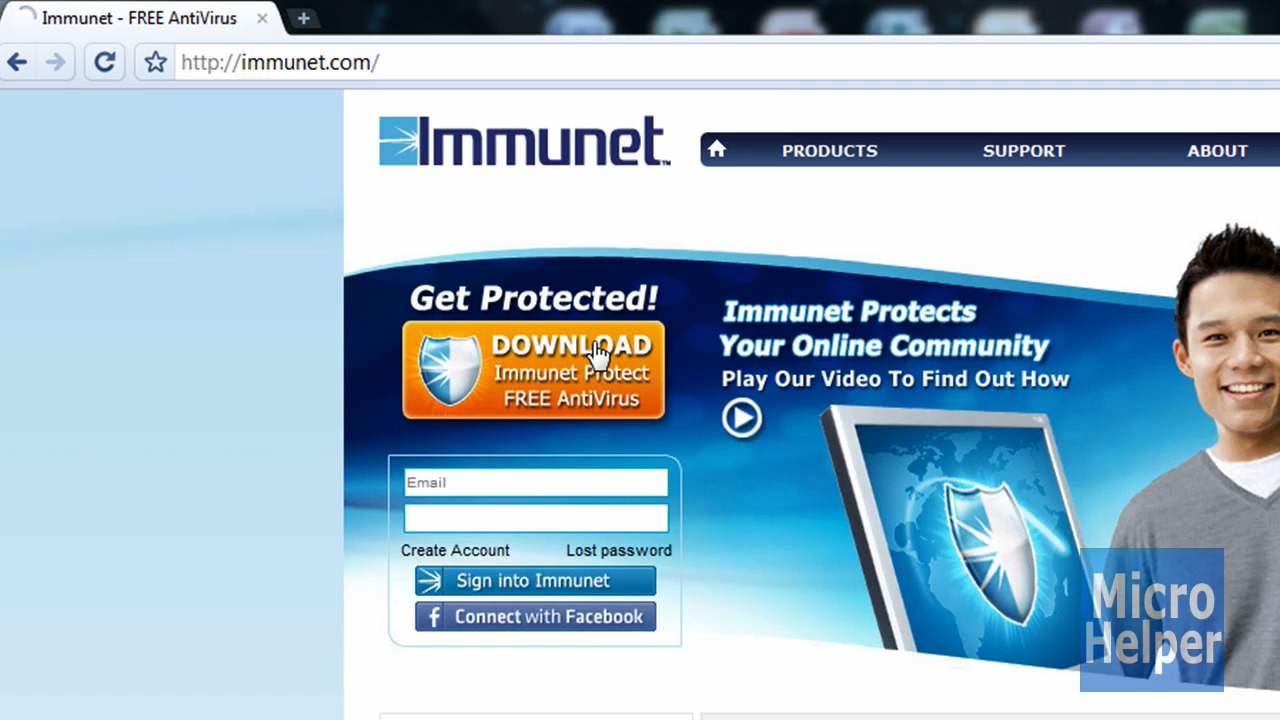 Immunet - FREE AntiVirus
http://immunet.com/
Immunet™
PRODUCTS SUPPORT ABOUT
Get Protected!
DOWNLOAD
Immunet Protect
FREE AntiVirus
Immunet Protects
Your Online Community
Play Our Video To Find Out How
Email
Create Account Lost password
Sign into Immunet
f Connect with Facebook
Micro
Helper